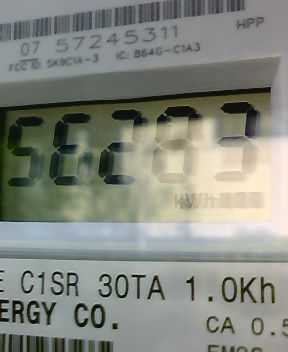 HPP
07 57245311
FCC ID: SK9C1A-3 IC: 864G-C1A3
56283
kWh
E C1SR 30TA 1.0Kh
ERGY CO.
CA 0.5